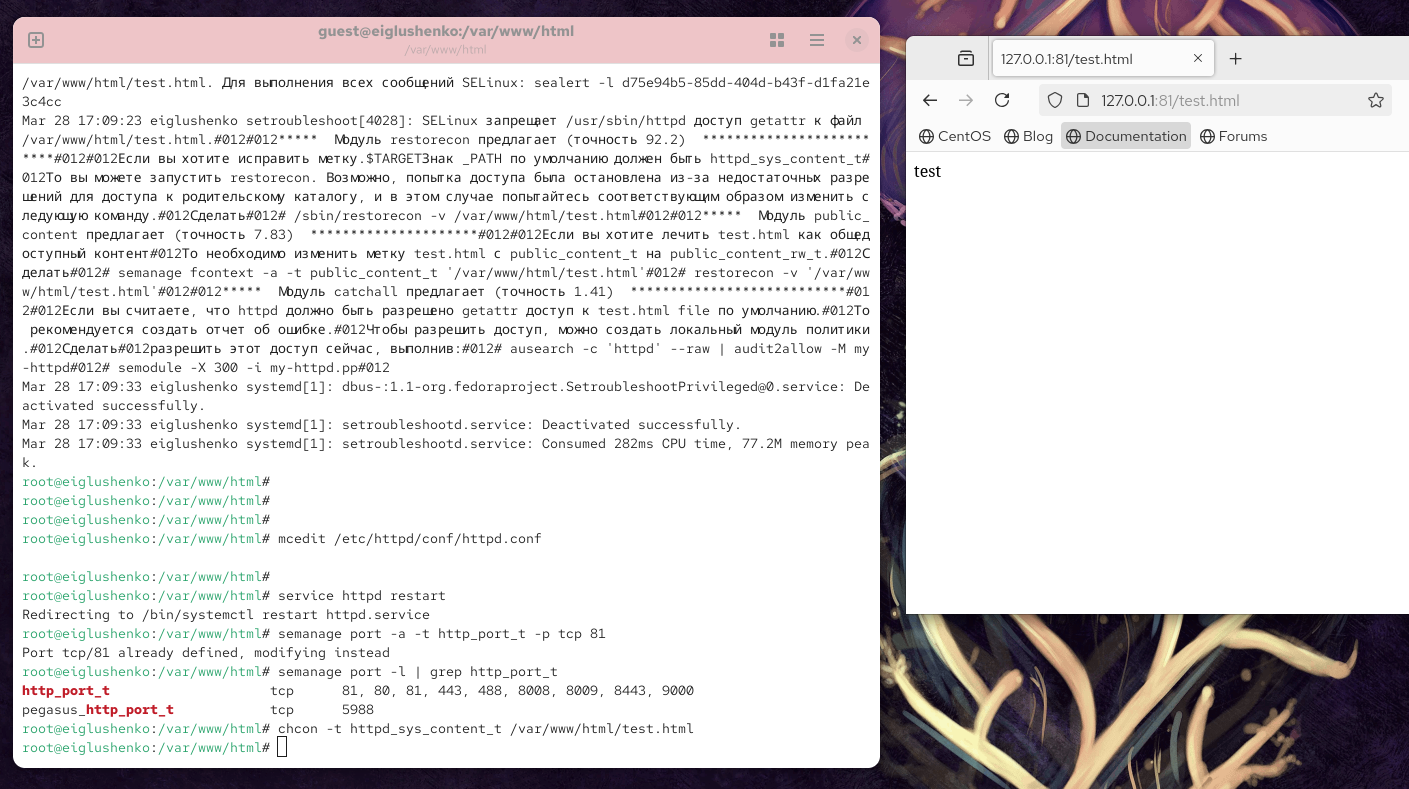 guest@eiglushenko:/var/www/html
/var/www/html
/var/www/html/test.html. Для выполнения всех сообщений SELinux: sealert -l d75e94b5-85dd-404d-b43f-d1fa21e
3c4cc
Mar 28 17:09:23 eiglushenko setroubleshoot[4028]: SELinux запрещает /usr/sbin/httpd доступ getattr к файл
/var/www/html/test.html.#012#012*****  Модуль restorecon предлагает (точность 92.2)  *********************
****#012#012Если вы хотите исправить метку.$TARGETЗнак _PATH по умолчанию должен быть httpd_sys_content_t#
012То вы можете запустить restorecon. Возможно, попытка доступа была остановлена из-за недостаточных разре
шений для доступа к родительскому каталогу, и в этом случае попытайтесь соответствующим образом изменить с
ледующую команду.#012Сделать#012# /sbin/restorecon -v /var/www/html/test.html#012#012*****  Модуль public_
content предлагает (точность 7.83)  *********************#012#012Если вы хотите лечить test.html как общед
оступный контент#012То необходимо изменить метку test.html с public_content_t на public_content_rw_t.#012С
делать#012# semanage fcontext -a -t public_content_t '/var/www/html/test.html'#012# restorecon -v '/var/ww
w/html/test.html'#012#012*****  Модуль catchall предлагает (точность 1.41)  ***************************#01
2#012Если вы считаете, что httpd должно быть разрешено getattr доступ к test.html file по умолчанию.#012То
рекомендуется создать отчет об ошибке.#012Чтобы разрешить доступ, можно создать локальный модуль политики
.#012Сделать#012разрешить этот доступ сейчас, выполнив:#012# ausearch -c 'httpd' --raw | audit2allow -M my
-httpd#012# semodule -X 300 -i my-httpd.pp#012
Mar 28 17:09:33 eiglushenko systemd[1]: dbus-:1.1-org.fedoraproject.SetroubleshootPrivileged@0.service: De
activated successfully.
Mar 28 17:09:33 eiglushenko systemd[1]: setroubleshootd.service: Deactivated successfully.
Mar 28 17:09:33 eiglushenko systemd[1]: setroubleshootd.service: Consumed 282ms CPU time, 77.2M memory pea
k.
root@eiglushenko:/var/www/html#
root@eiglushenko:/var/www/html#
root@eiglushenko:/var/www/html#
root@eiglushenko:/var/www/html# mcedit /etc/httpd/conf/httpd.conf
root@eiglushenko:/var/www/html#
root@eiglushenko:/var/www/html# service httpd restart
Redirecting to /bin/systemctl restart httpd.service
root@eiglushenko:/var/www/html# semanage port -a -t http_port_t -p tcp 81
Port tcp/81 already defined, modifying instead
root@eiglushenko:/var/www/html# semanage port -l | grep http_port_t
http_port_t                    tcp      81, 80, 81, 443, 488, 8008, 8009, 8443, 9000
pegasus_http_port_t            tcp      5988
root@eiglushenko:/var/www/html# chcon -t httpd_sys_content_t /var/www/html/test.html
root@eiglushenko:/var/www/html#
127.0.0.1:81/test.html
127.0.0.1:81/test.html
CentOS Blog Documentation Forums
test